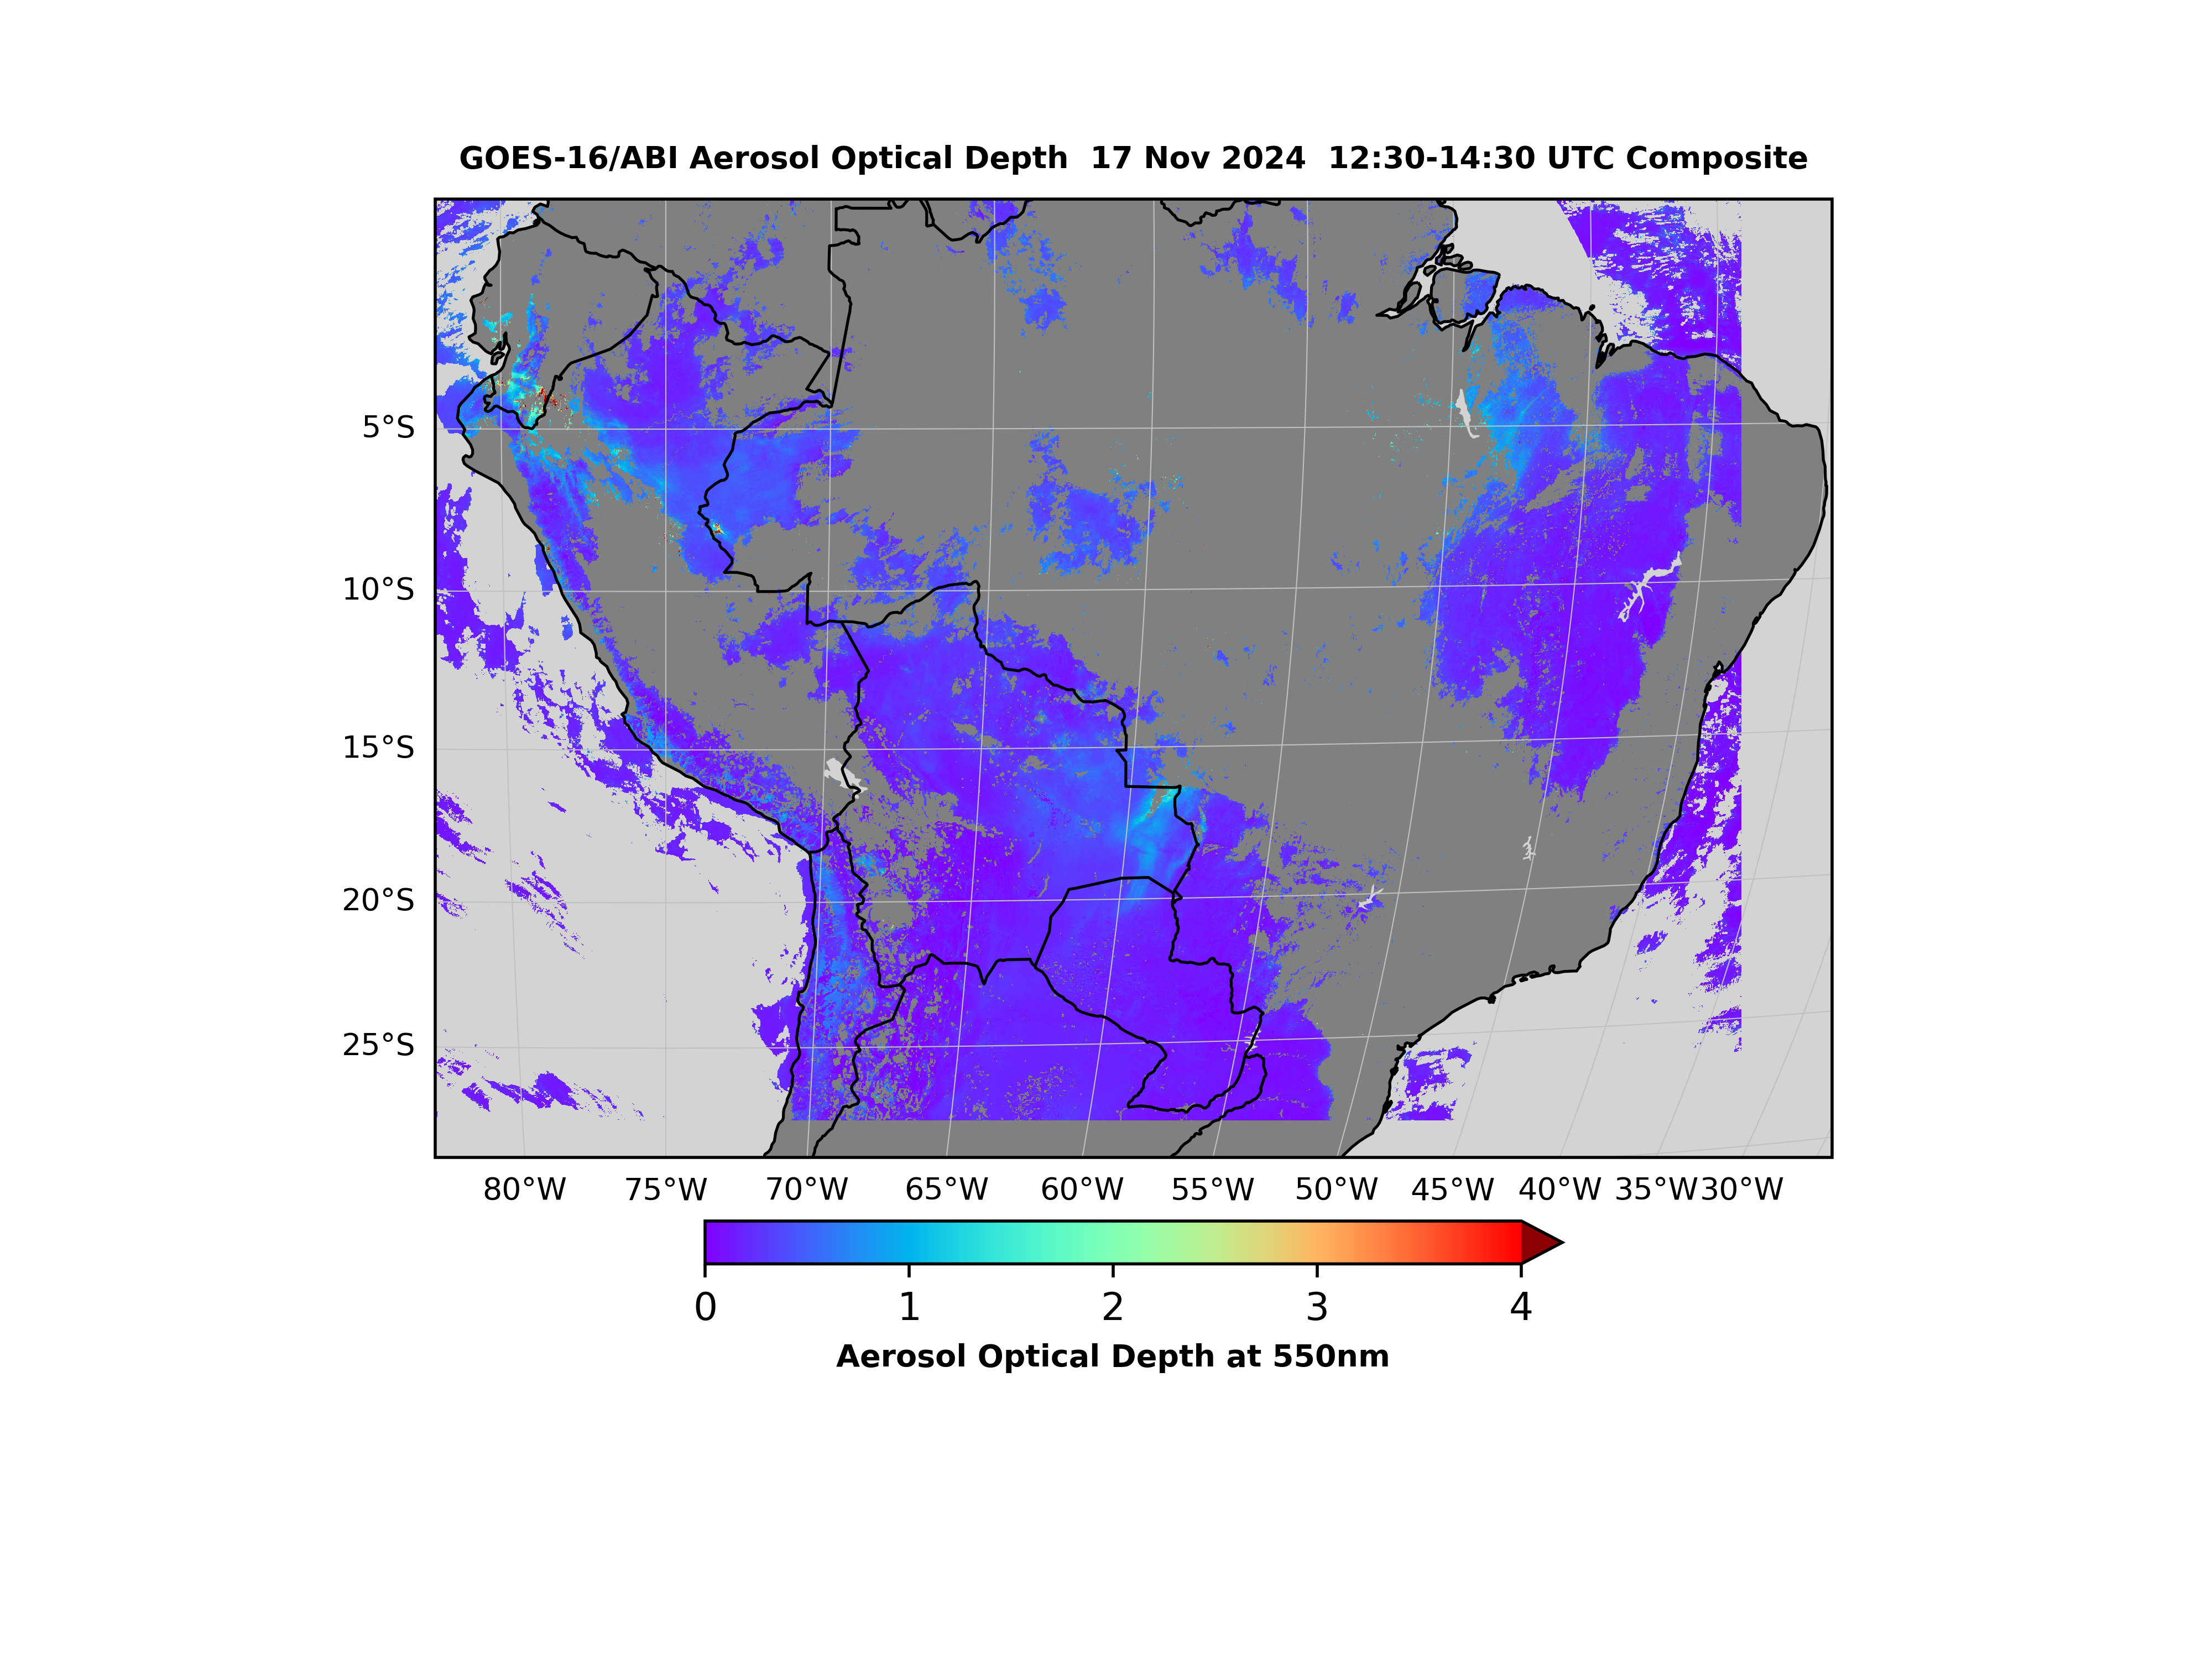 GOES-16/ABI Aerosol Optical Depth  17 Nov 2024  12:30-14:30 UTC Composite
5°S
10°S
15°S
20°S
25°S
80°W 75°W 70°W 65°W 60°W 55°W 50°W 45°W 40°W 35°W 30°W
0 1 2 3 4
Aerosol Optical Depth at 550nm